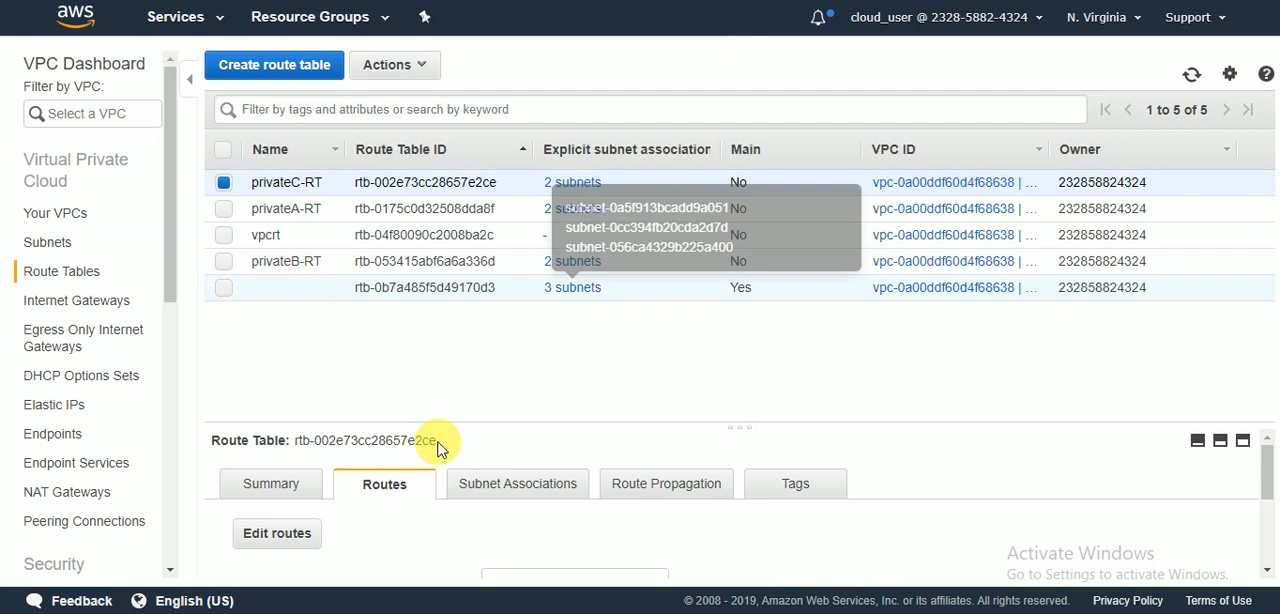 aws Services Resource Groups cloud_user @ 2328-5882-4324 N. Virginia Support
VPC Dashboard
Filter by VPC:
Select a VPC
Virtual Private
Cloud
Your VPCs
Subnets
Route Tables
Internet Gateways
Egress Only Internet
Gateways
DHCP Options Sets
Elastic IPs
Endpoints
Endpoint Services
NAT Gateways
Peering Connections
Security
Create route table Actions
Filter by tags and attributes or search by keyword 1 to 5 of 5
Name Route Table ID Explicit subnet association Main VPC ID Owner
privateC-RT rtb-002e73cc28657e2ce 2 subnets No vpc-0a00ddf60d4f68638 | ... 232858824324
privateA-RT rtb-0175c0d32508dda8f 2 No vpc-0a00ddf60d4f68638 | ... 232858824324
vpcrt rtb-04f80090c2008ba2c - No vpc-0a00ddf60d4f68638 | ... 232858824324
privateB-RT rtb-053415abf6a6a336d 2 subnets No vpc-0a00ddf60d4f68638 | ... 232858824324
rtb-0b7a485f5d49170d3 3 subnets Yes vpc-0a00ddf60d4f68638 | ... 232858824324
subnet-0a5f913bcadd9a051
subnet-0cc394fb20cda2d7d
subnet-056ca4329b225a400
Route Table: rtb-002e73cc28657e2ce
Summary Routes Subnet Associations Route Propagation Tags
Edit routes
Activate Windows
Go to Settings to activate Windows.
Feedback English (US) © 2008 - 2019, Amazon Web Services, Inc. or its affiliates. All rights reserved. Privacy Policy Terms of Use